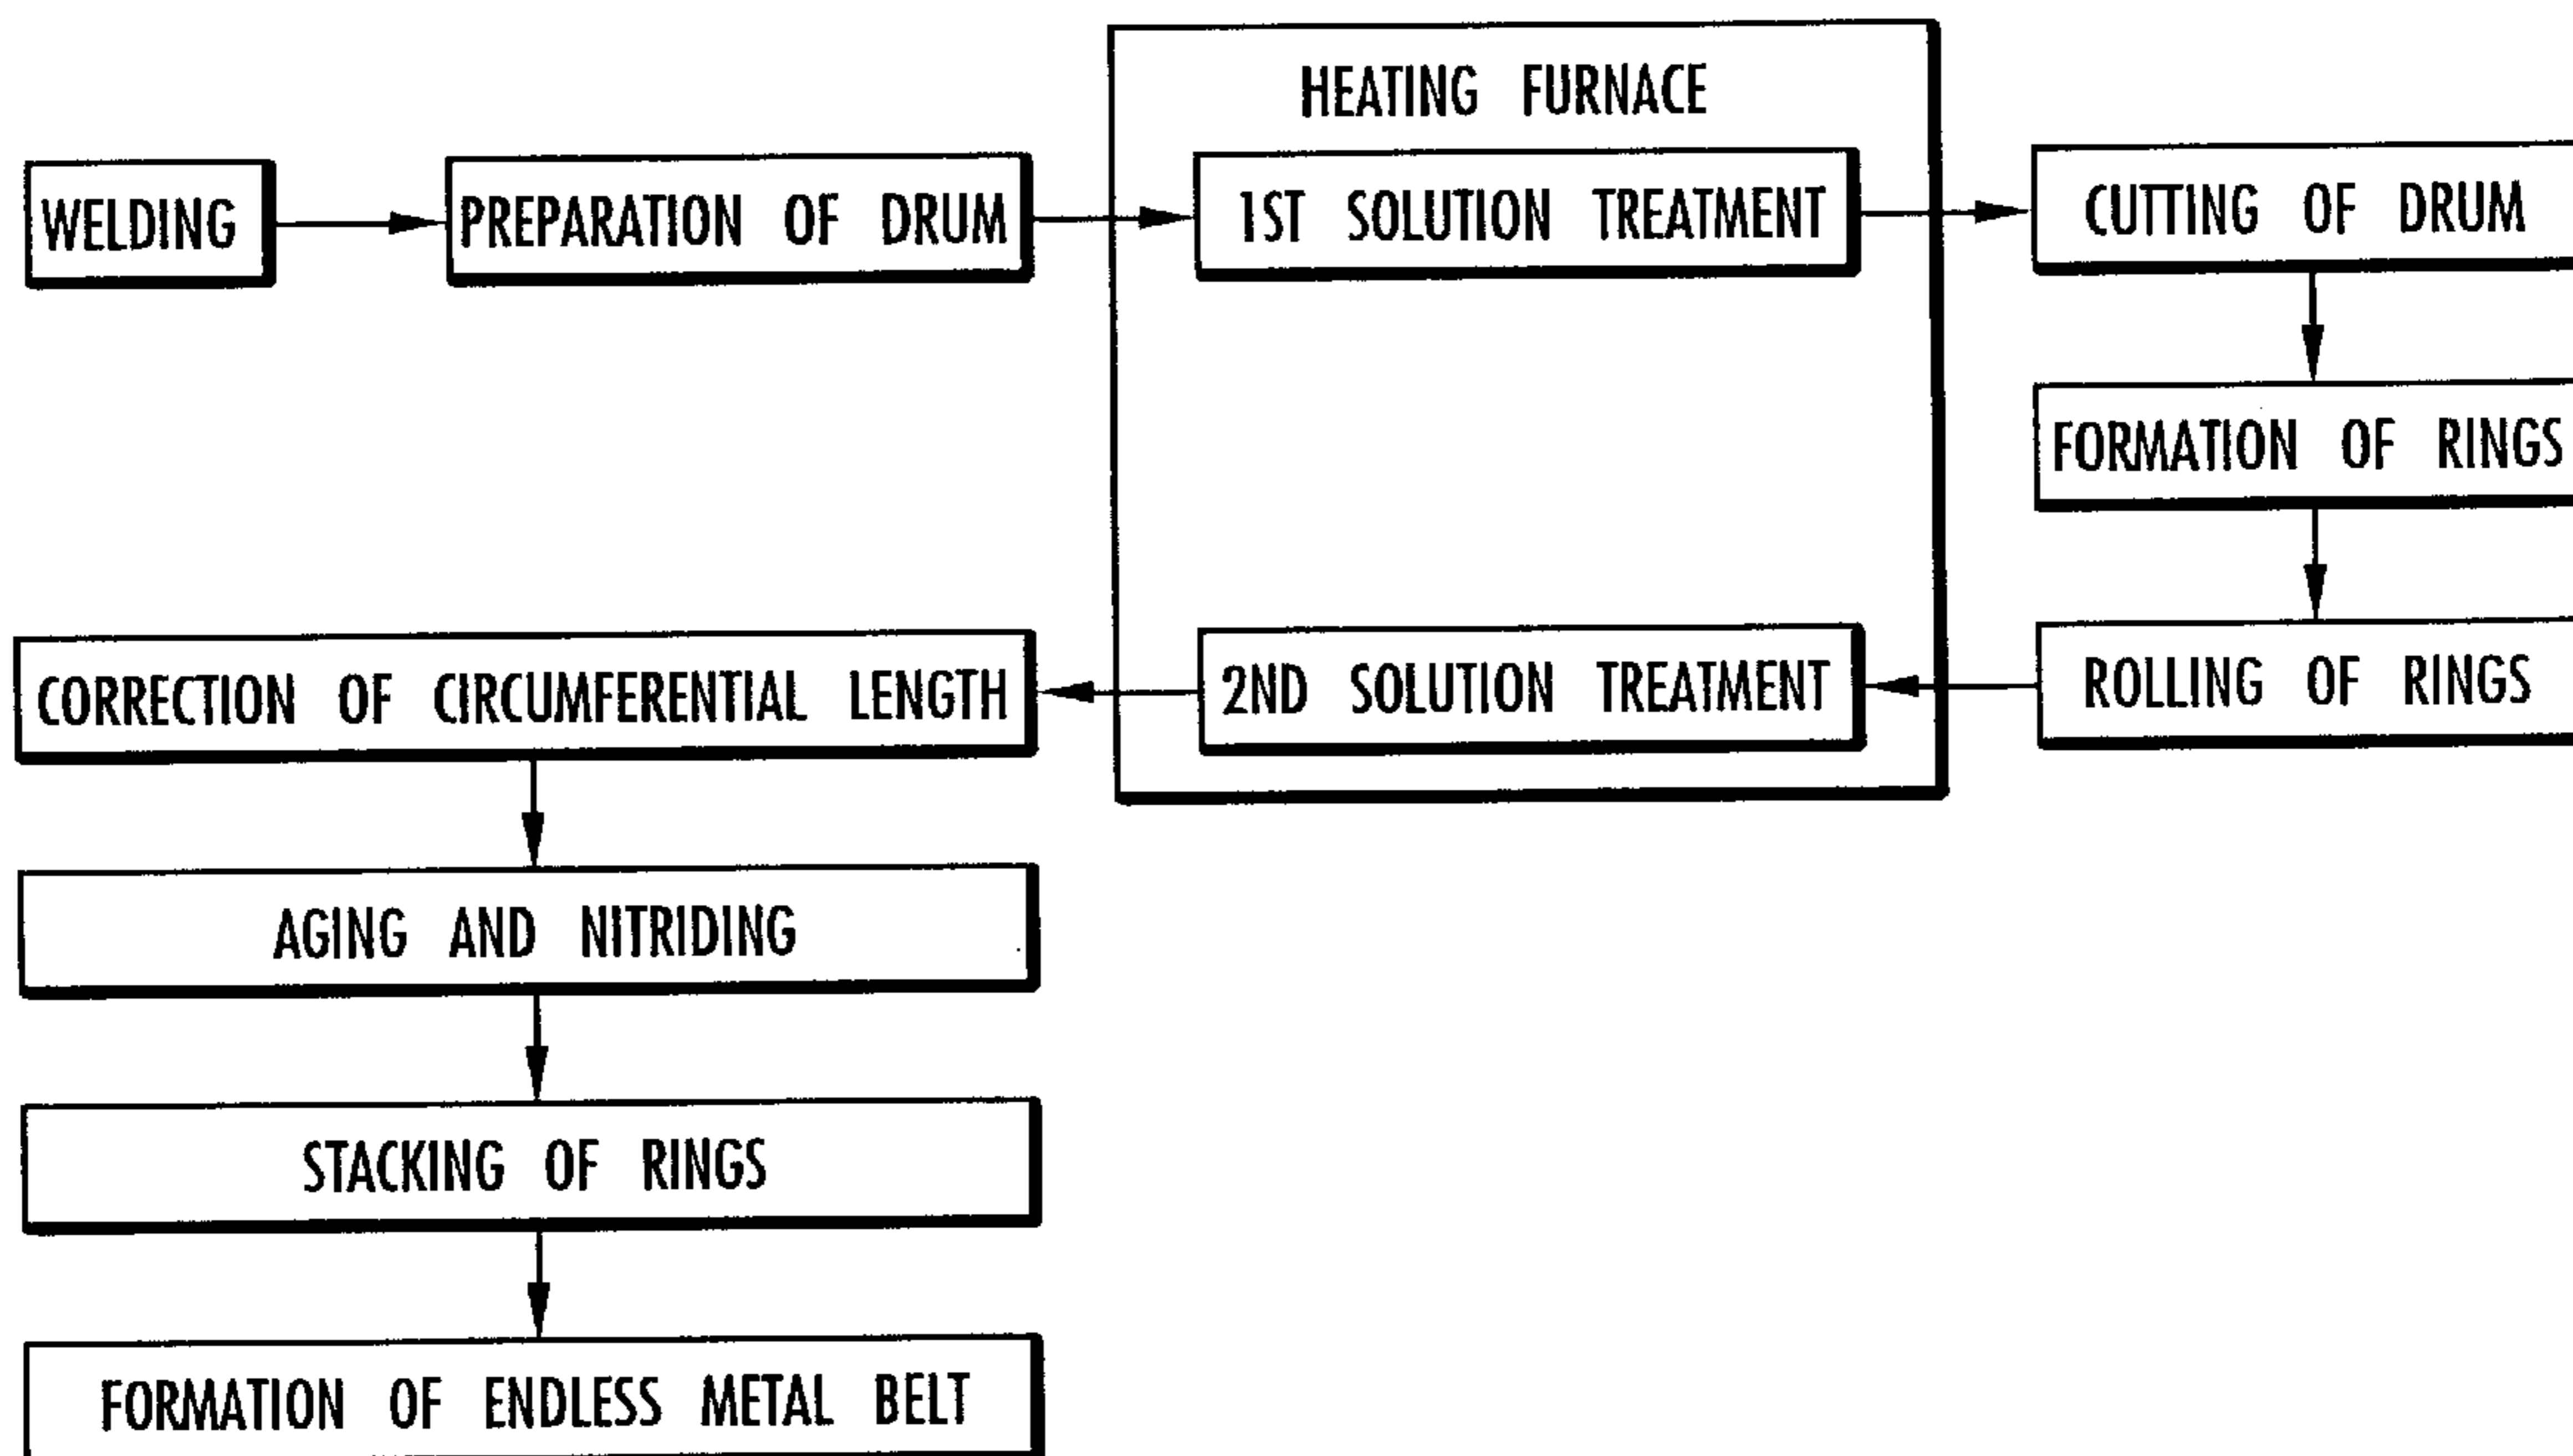 HEATING FURNACE
WELDING
PREPARATION OF DRUM
1ST SOLUTION TREATMENT
CUTTING OF DRUM
FORMATION OF RINGS
ROLLING OF RINGS
2ND SOLUTION TREATMENT
CORRECTION OF CIRCUMFERENTIAL LENGTH
AGING AND NITRIDING
STACKING OF RINGS
FORMATION OF ENDLESS METAL BELT